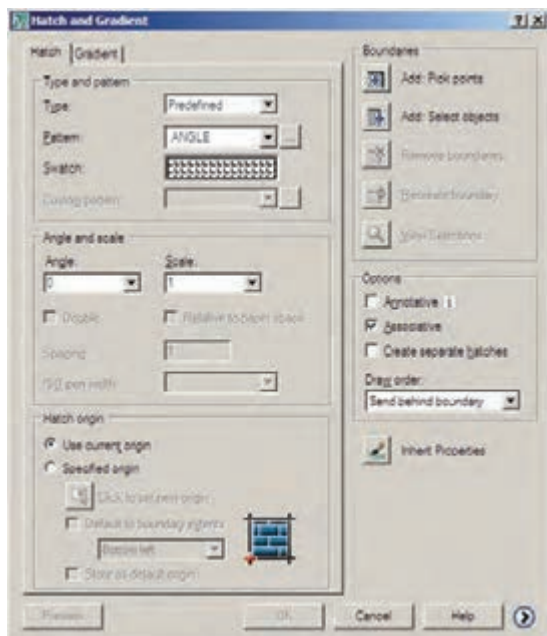 Hatch and Gradient
Hatch Gradient
Type and pattern
Type: Predefined
Pattern: ANGLE ...
Swatch:
Custom pattern: ...
Angle and scale
Angle: Scale:
0 1
Double Relative to paper space
Spacing: 1
ISO pen width:
Hatch origin
Use current origin
Specified origin
Click to set new origin
Default to boundary extents
Bottom left
Store as default origin
Boundaries
Add: Pick points
Add: Select objects
Remove boundaries
Recreate boundary
View Selections
Options
Annotative
Associative
Create separate hatches
Draw order:
Send behind boundary
Inherit Properties
Preview OK Cancel Help